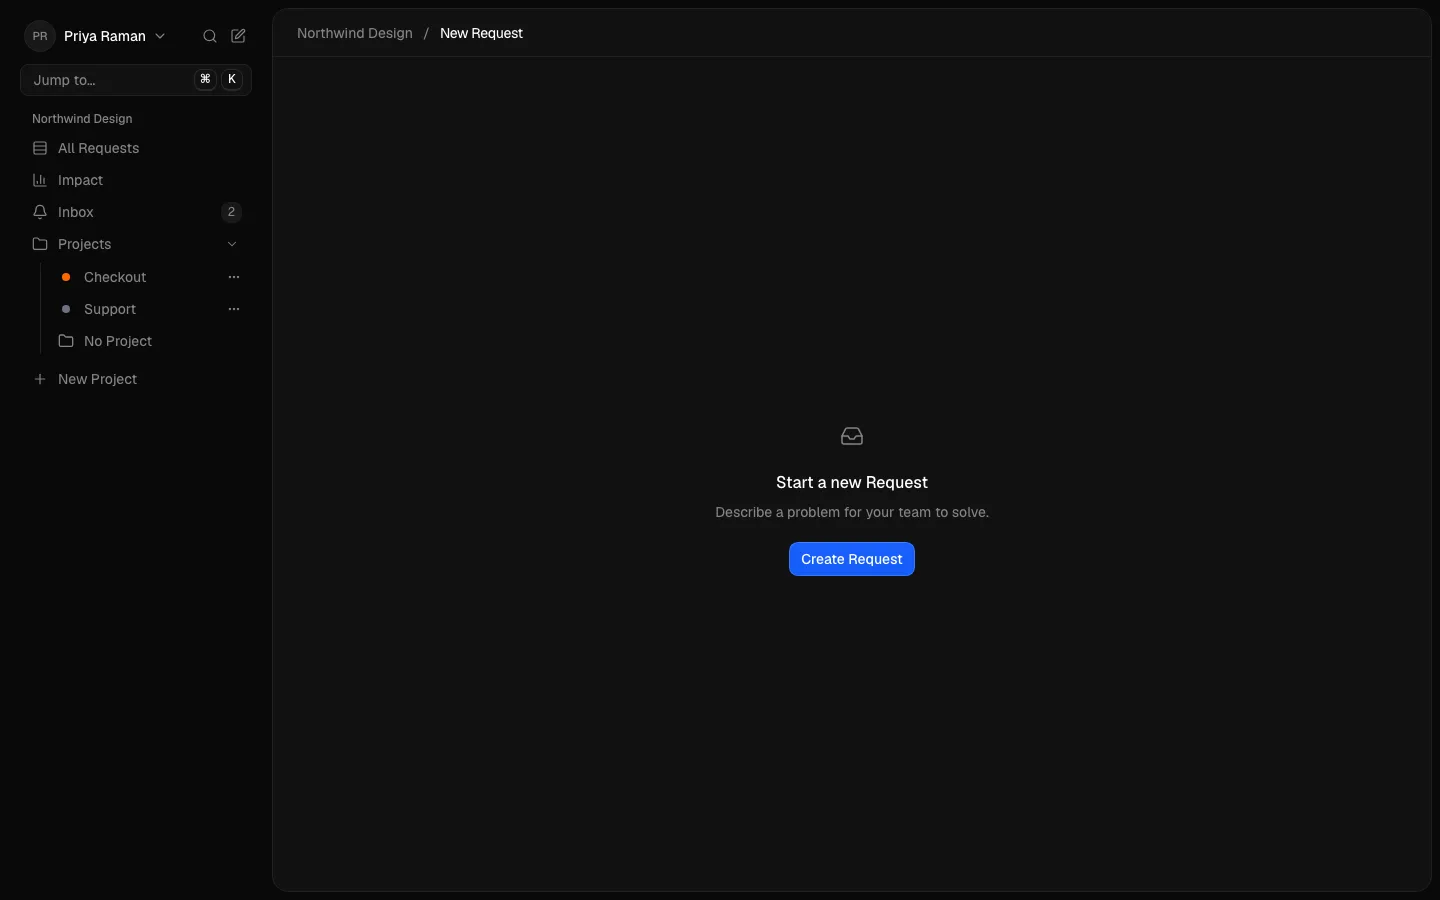 PR Priya Raman
Jump to... ⌘ K
Northwind Design
All Requests
Impact
Inbox 2
Projects
Checkout
Support
No Project
New Project
Northwind Design / New Request
Start a new Request
Describe a problem for your team to solve.
Create Request